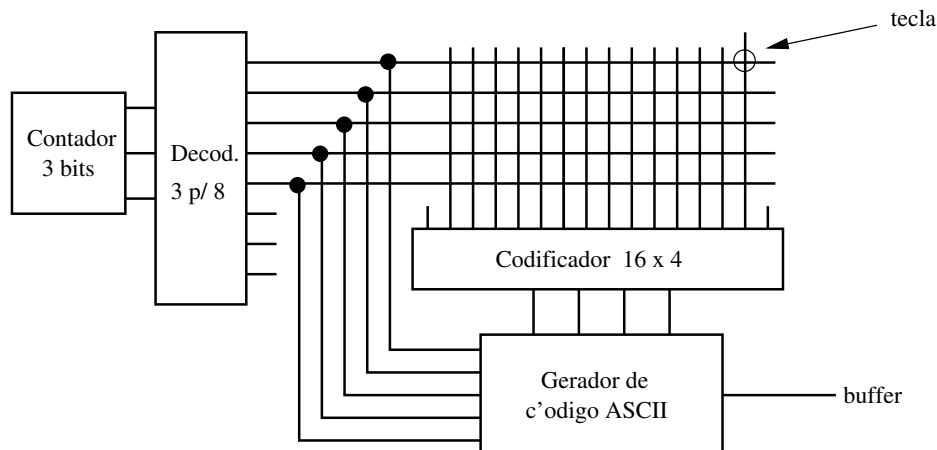 tecla
Contador
3 bits
Decod.
3 p/ 8
Codificador 16 x 4
Gerador de
c'odigo ASCII
buffer